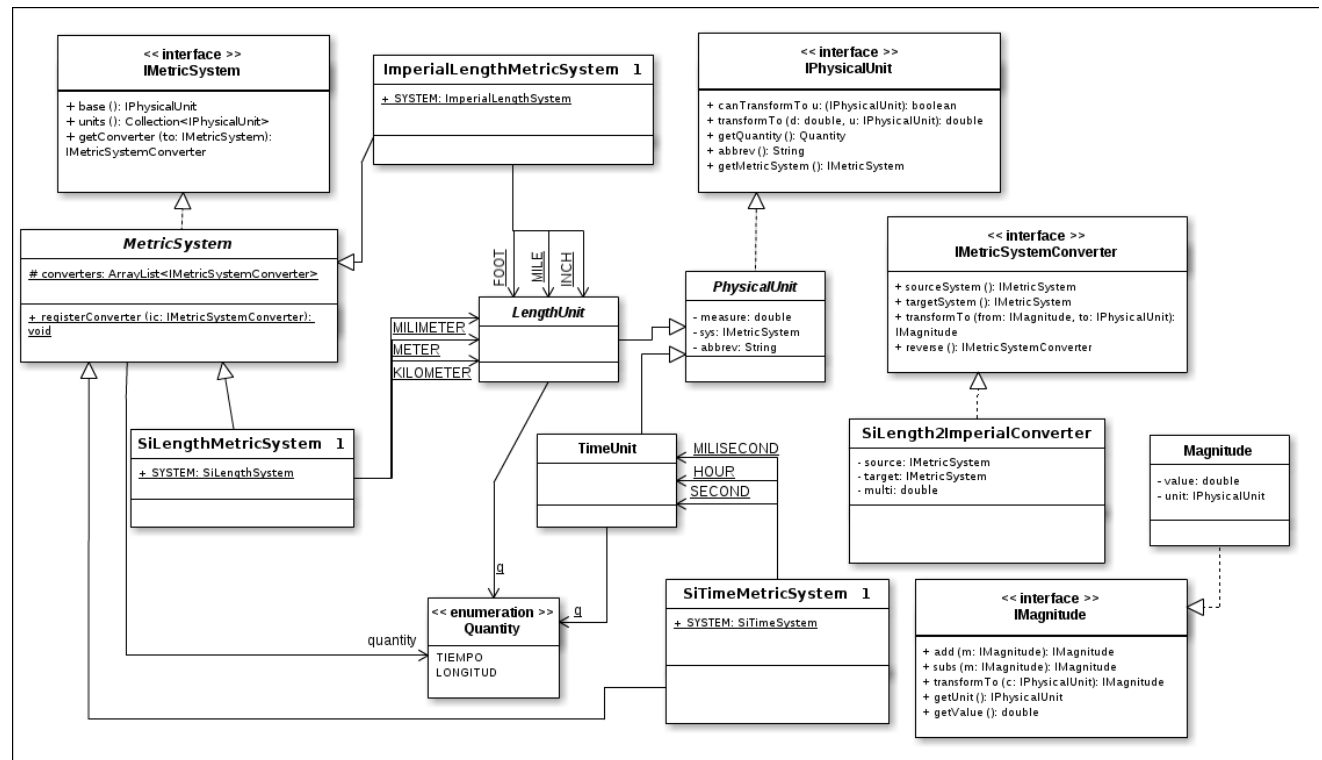 << interface >>
IMetricSystem
+ base (): IPhysicalUnit
+ units (): Collection<IPhysicalUnit>
+ getConverter (to: IMetricSystem):
IMetricSystemConverter
ImperialLengthMetricSystem 1
+ SYSTEM: ImperialLengthSystem
<< interface >>
IPhysicalUnit
+ canTransformTo u: (IPhysicalUnit): boolean
+ transformTo (d: double, u: IPhysicalUnit): double
+ getQuantity (): Quantity
+ abbrev (): String
+ getMetricSystem (): IMetricSystem
MetricSystem
# converters: ArrayList<IMetricSystemConverter>
+ registerConverter (ic: IMetricSystemConverter):
void
FOOT
MILE
INCH
<< interface >>
IMetricSystemConverter
+ sourceSystem (): IMetricSystem
+ targetSystem (): IMetricSystem
+ transformTo (from: IMagnitude, to: IPhysicalUnit):
IMagnitude
+ reverse (): IMetricSystemConverter
LengthUnit
PhysicalUnit
- measure: double
- sys: IMetricSystem
- abbrev: String
MILIMETER
METER
KILOMETER
SiLengthMetricSystem 1
+ SYSTEM: SiLengthSystem
TimeUnit
MILISECOND
HOUR
SECOND
SiLength2ImperialConverter
- source: IMetricSystem
- target: IMetricSystem
- multi: double
Magnitude
- value: double
- unit: IPhysicalUnit
q
q
quantity
<< enumeration >>
Quantity
TIEMPO
LONGITUD
SiTimeMetricSystem 1
+ SYSTEM: SiTimeSystem
<< interface >>
IMagnitude
+ add (m: IMagnitude): IMagnitude
+ subs (m: IMagnitude): IMagnitude
+ transformTo (c: IPhysicalUnit): IMagnitude
+ getUnit (): IPhysicalUnit
+ getValue (): double